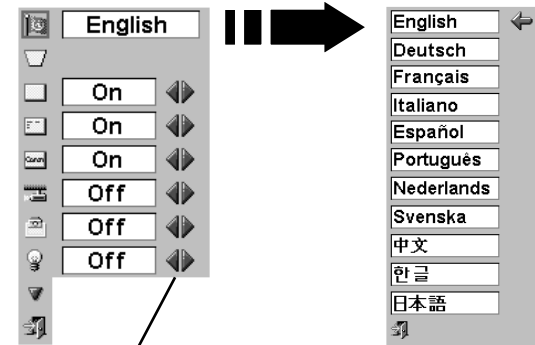 English
On
On
Canon
On
Off
Off
Off
English
Deutsch
Français
Italiano
Español
Português
Nederlands
Svenska
中文
한글
日本語